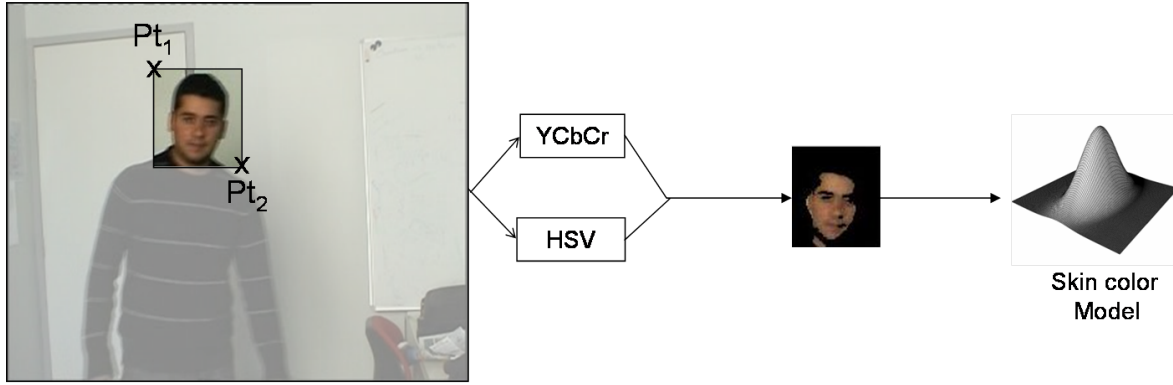 Pt₁
Pt₂
YCbCr
HSV
Skin color
Model